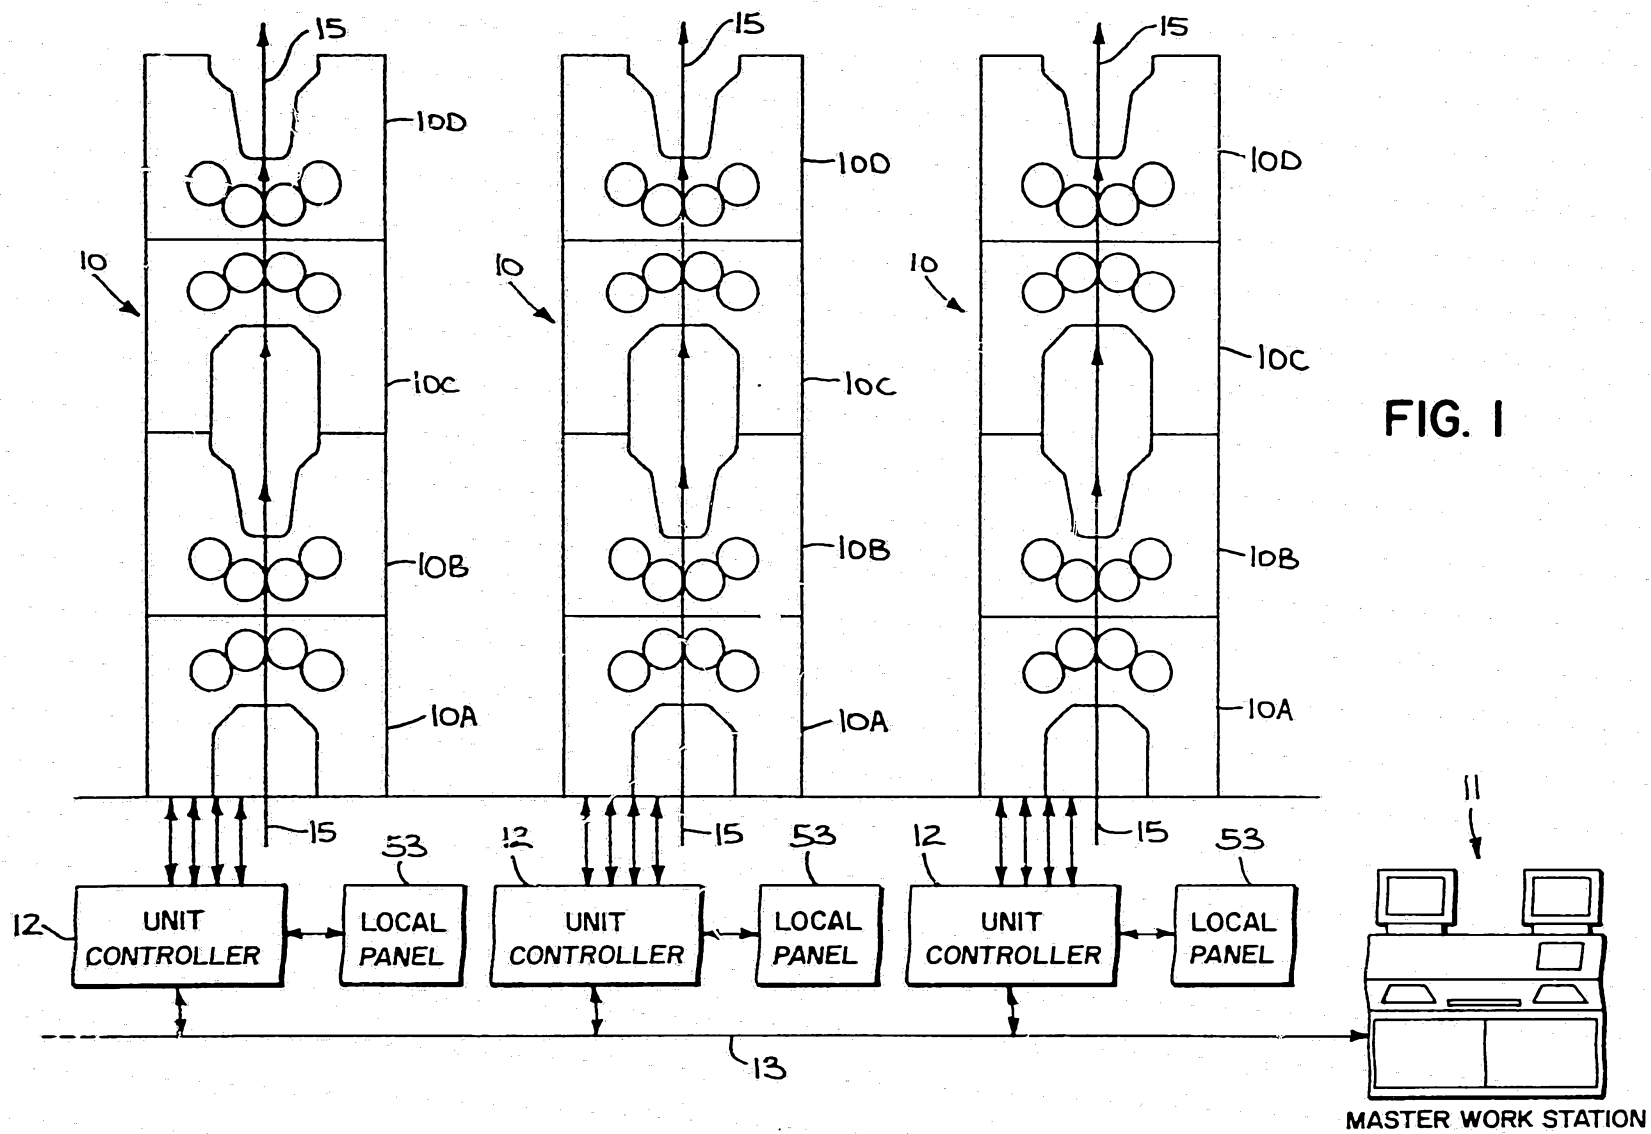 15
15
15
10D
10D
10D
10
10
10
10C
10C
10C
10B
10B
10B
10A
10A
10A
FIG. 1
11
15
15
15
53
12
53
12
53
12
UNIT
CONTROLLER
LOCAL
PANEL
UNIT
CONTROLLER
LOCAL
PANEL
UNIT
CONTROLLER
LOCAL
PANEL
13
MASTER WORK STATION